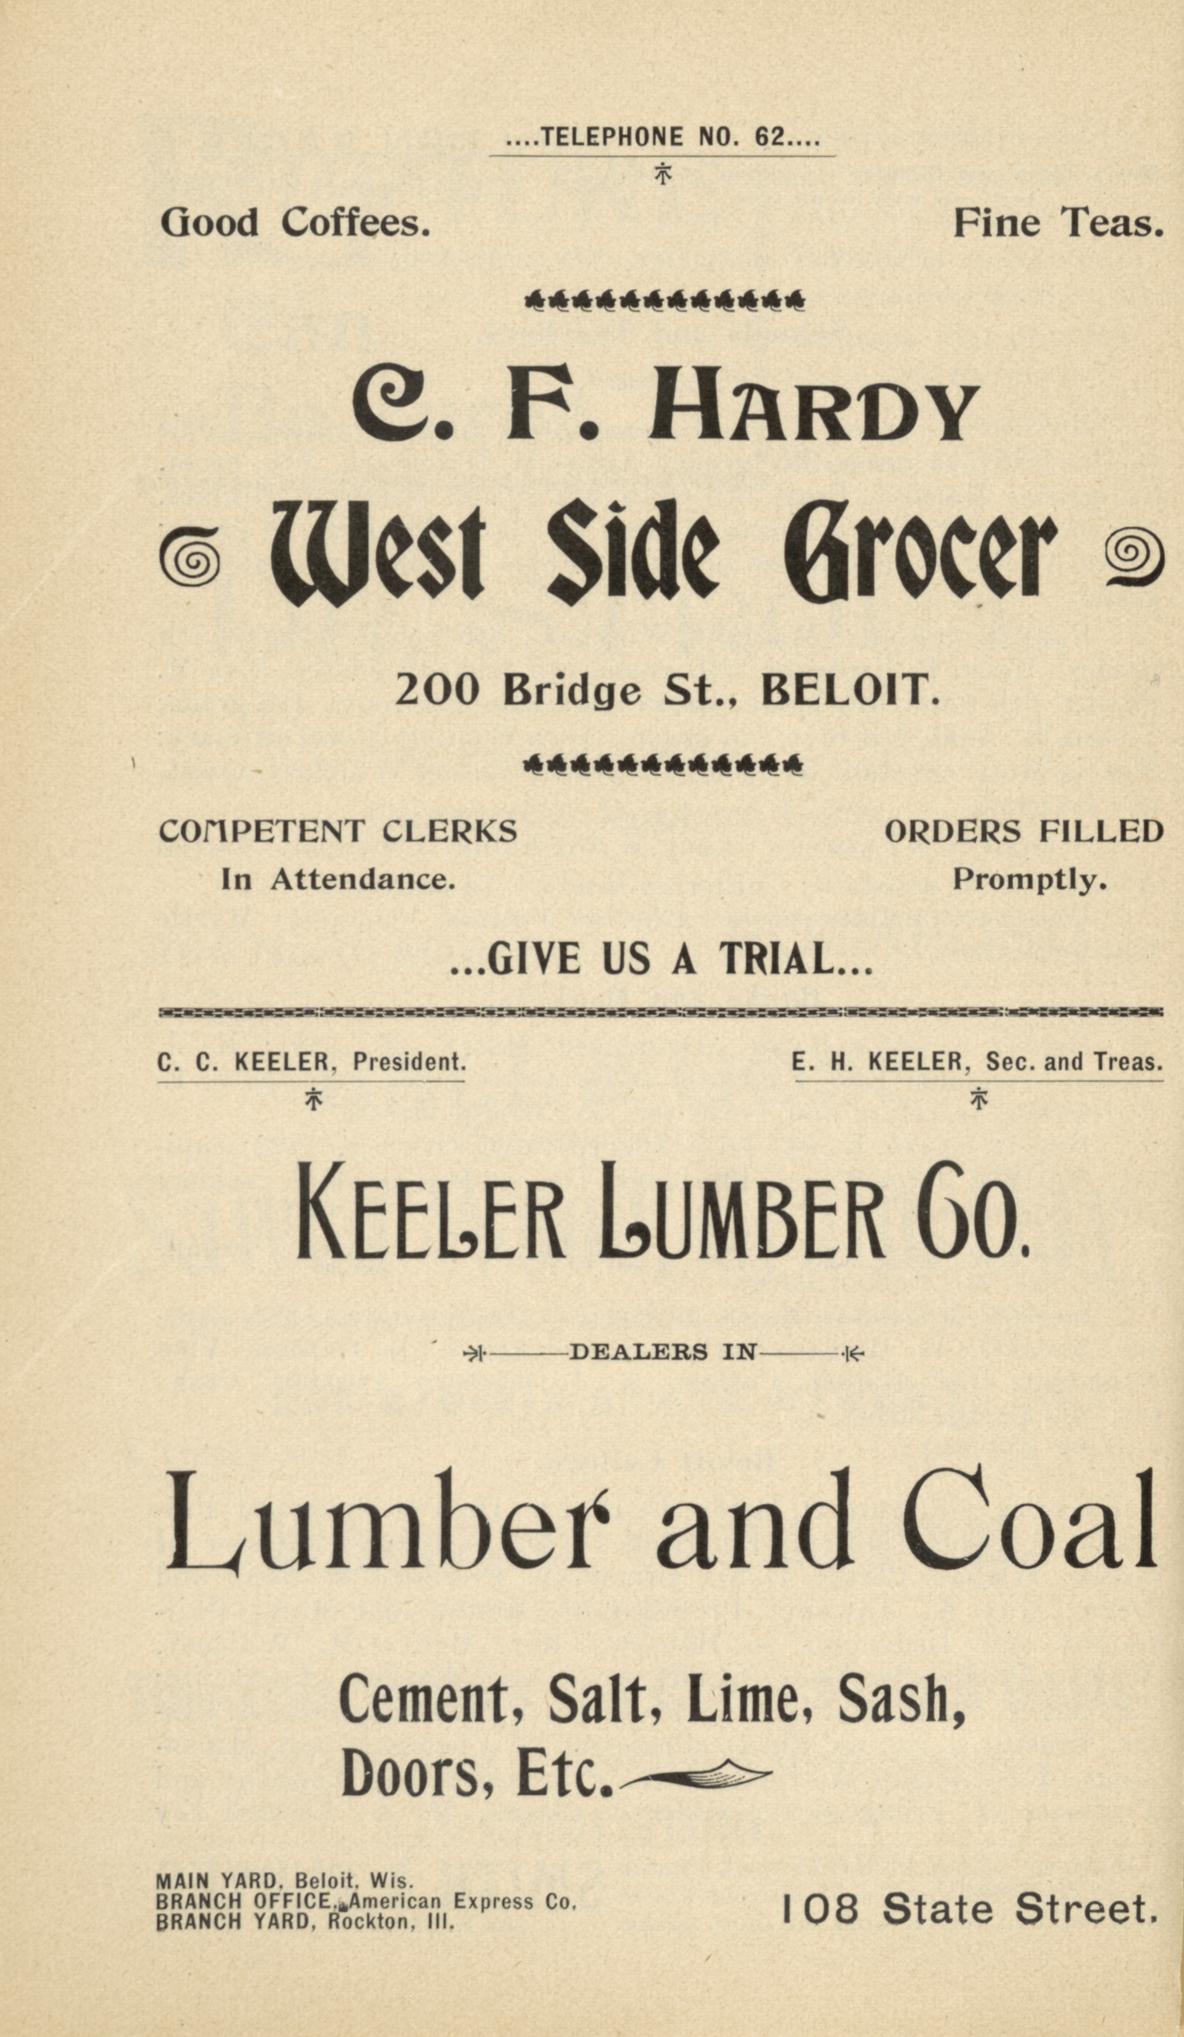 ....TELEPHONE NO. 62....
Good Coffees. Fine Teas.
C. F. HARDY
West Side Grocer
200 Bridge St., BELOIT.
COMPETENT CLERKS ORDERS FILLED
In Attendance. Promptly.
...GIVE US A TRIAL...
C. C. KEELER, President. E. H. KEELER, Sec. and Treas.
KEELER LUMBER CO.
DEALERS IN
Lumber and Coal
Cement, Salt, Lime, Sash,
Doors, Etc.
MAIN YARD, Beloit, Wis.
BRANCH OFFICE, American Express Co.
BRANCH YARD, Rockton, Ill.
108 State Street.